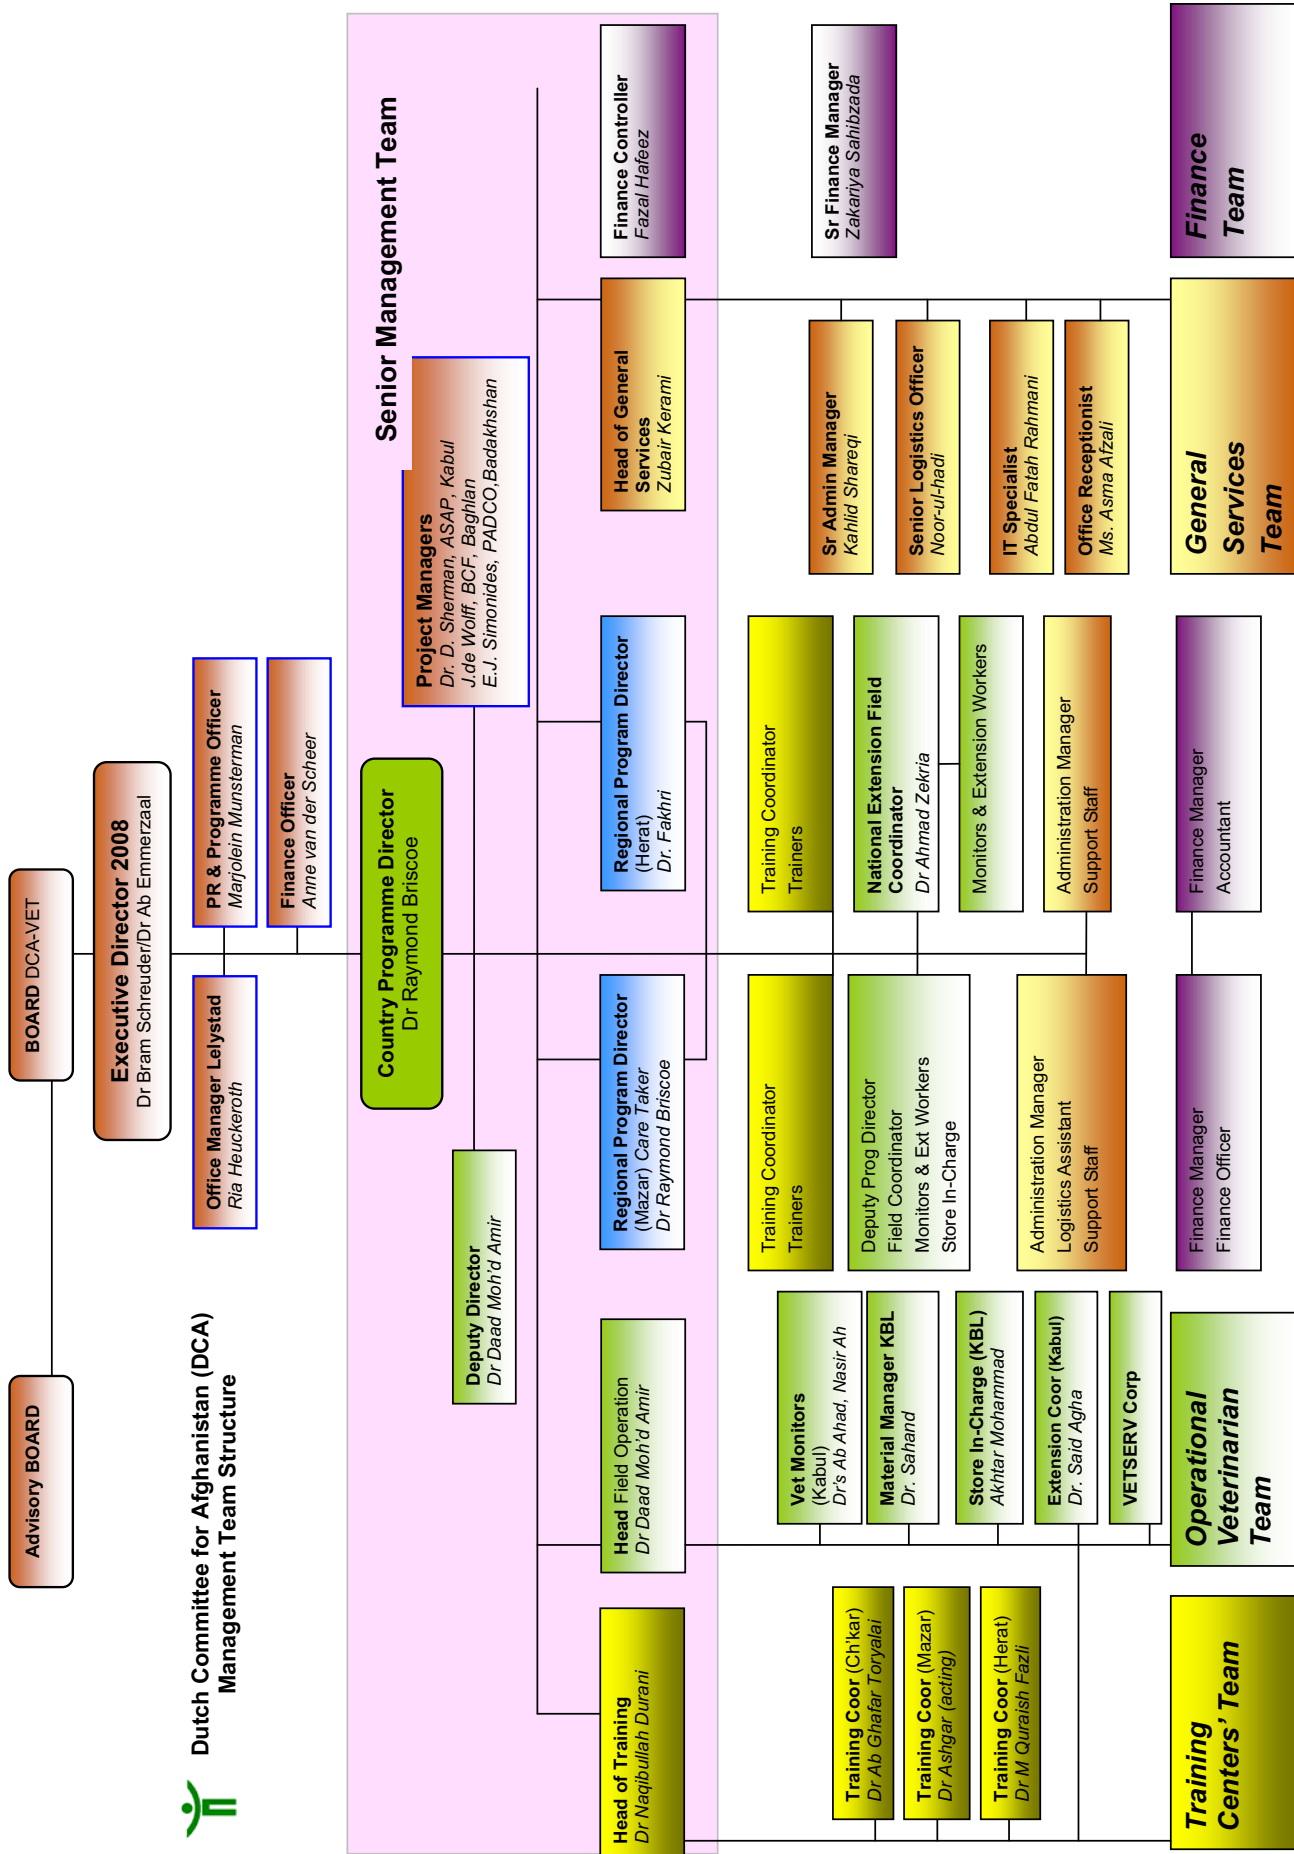 Advisory BOARD
BOARD DCA-VET
Executive Director 2008
Dr Bram Schreuder/Dr Ab Emmerzaal
Dutch Committee for Afghanistan (DCA)
Management Team Structure
Office Manager Lelystad
Ria Heuckeroth
PR & Programme Officer
Marjolein Munsterman
Finance Officer
Anne van der Scheer
Senior Management Team
Country Programme Director
Dr Raymond Briscoe
Project Managers
Dr. D. Sherman, ASAP, Kabul
J.de Wolff, BCF, Baghlan
E.J. Simonides, PADCO,Badakhshan
Deputy Director
Dr Daad Moh'd Amir
Head of Training
Dr Naqibullah Durani
Head Field Operation
Dr Daad Moh'd Amir
Regional Program Director
(Mazar) Care Taker
Dr Raymond Briscoe
Regional Program Director
(Herat)
Dr. Fakhri
Head of General
Services
Zubair Kerami
Finance Controller
Fazal Hafeez
Training Coor (Ch'kar)
Dr Ab Ghafar Toryalai
Training Coor (Mazar)
Dr Ashgar (acting)
Training Coor (Herat)
Dr M Quraish Fazli
Vet Monitors
(Kabul)
Dr's Ab Ahad, Nasir Ah
Material Manager KBL
Dr. Sahand
Store In-Charge (KBL)
Akhtar Mohammad
Extension Coor (Kabul)
Dr. Said Agha
VETSERV Corp
Training Coordinator
Trainers
Deputy Prog Director
Field Coordinator
Monitors & Ext Workers
Store In-Charge
Administration Manager
Logistics Assistant
Support Staff
Finance Manager
Finance Officer
Training Coordinator
Trainers
National Extension Field
Coordinator
Dr Ahmad Zekria
Monitors & Extension Workers
Administration Manager
Support Staff
Finance Manager
Accountant
Sr Admin Manager
Kahlid Shareqi
Senior Logistics Officer
Noor-ul-hadi
IT Specialist
Abdul Fatah Rahmani
Office Receptionist
Ms. Asma Afzali
Sr Finance Manager
Zakariya Sahibzada
Training
Centers' Team
Operational
Veterinarian
Team
General
Services
Team
Finance
Team